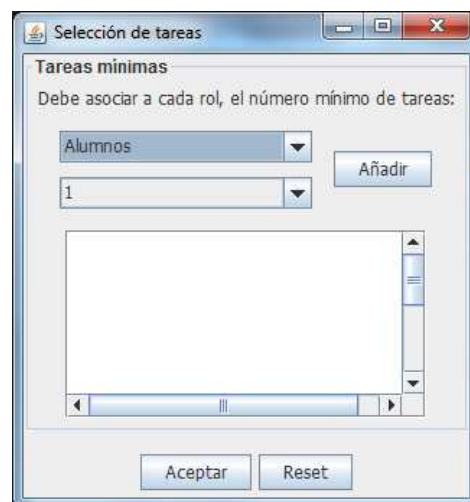 Selección de tareas
Tareas mínimas
Debe asociar a cada rol, el número mínimo de tareas:
Alumnos
Añadir
1
Aceptar
Reset